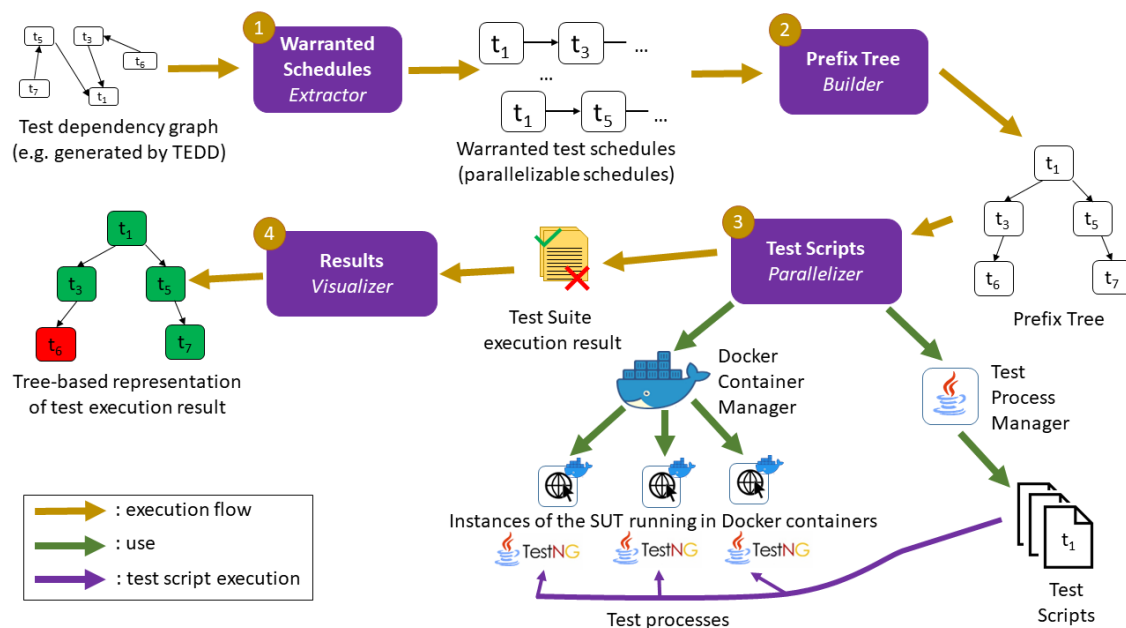 t5
t3
t6
t7
t1
Test dependency graph
(e.g. generated by TEDD)
1
Warranted
Schedules
Extractor
t1
t3
...
...
t1
t5
...
Warranted test schedules
(parallelizable schedules)
2
Prefix Tree
Builder
t1
t3
t5
t6
t7
Prefix Tree
3
Test Scripts
Parallelizer
Test Suite
execution result
4
Results
Visualizer
t1
t3
t5
t6
t7
Tree-based representation
of test execution result
Docker
Container
Manager
Test
Process
Manager
Instances of the SUT running in Docker containers
Java TestNG
Java TestNG
Java TestNG
Test processes
t1
Test
Scripts
: execution flow
: use
: test script execution